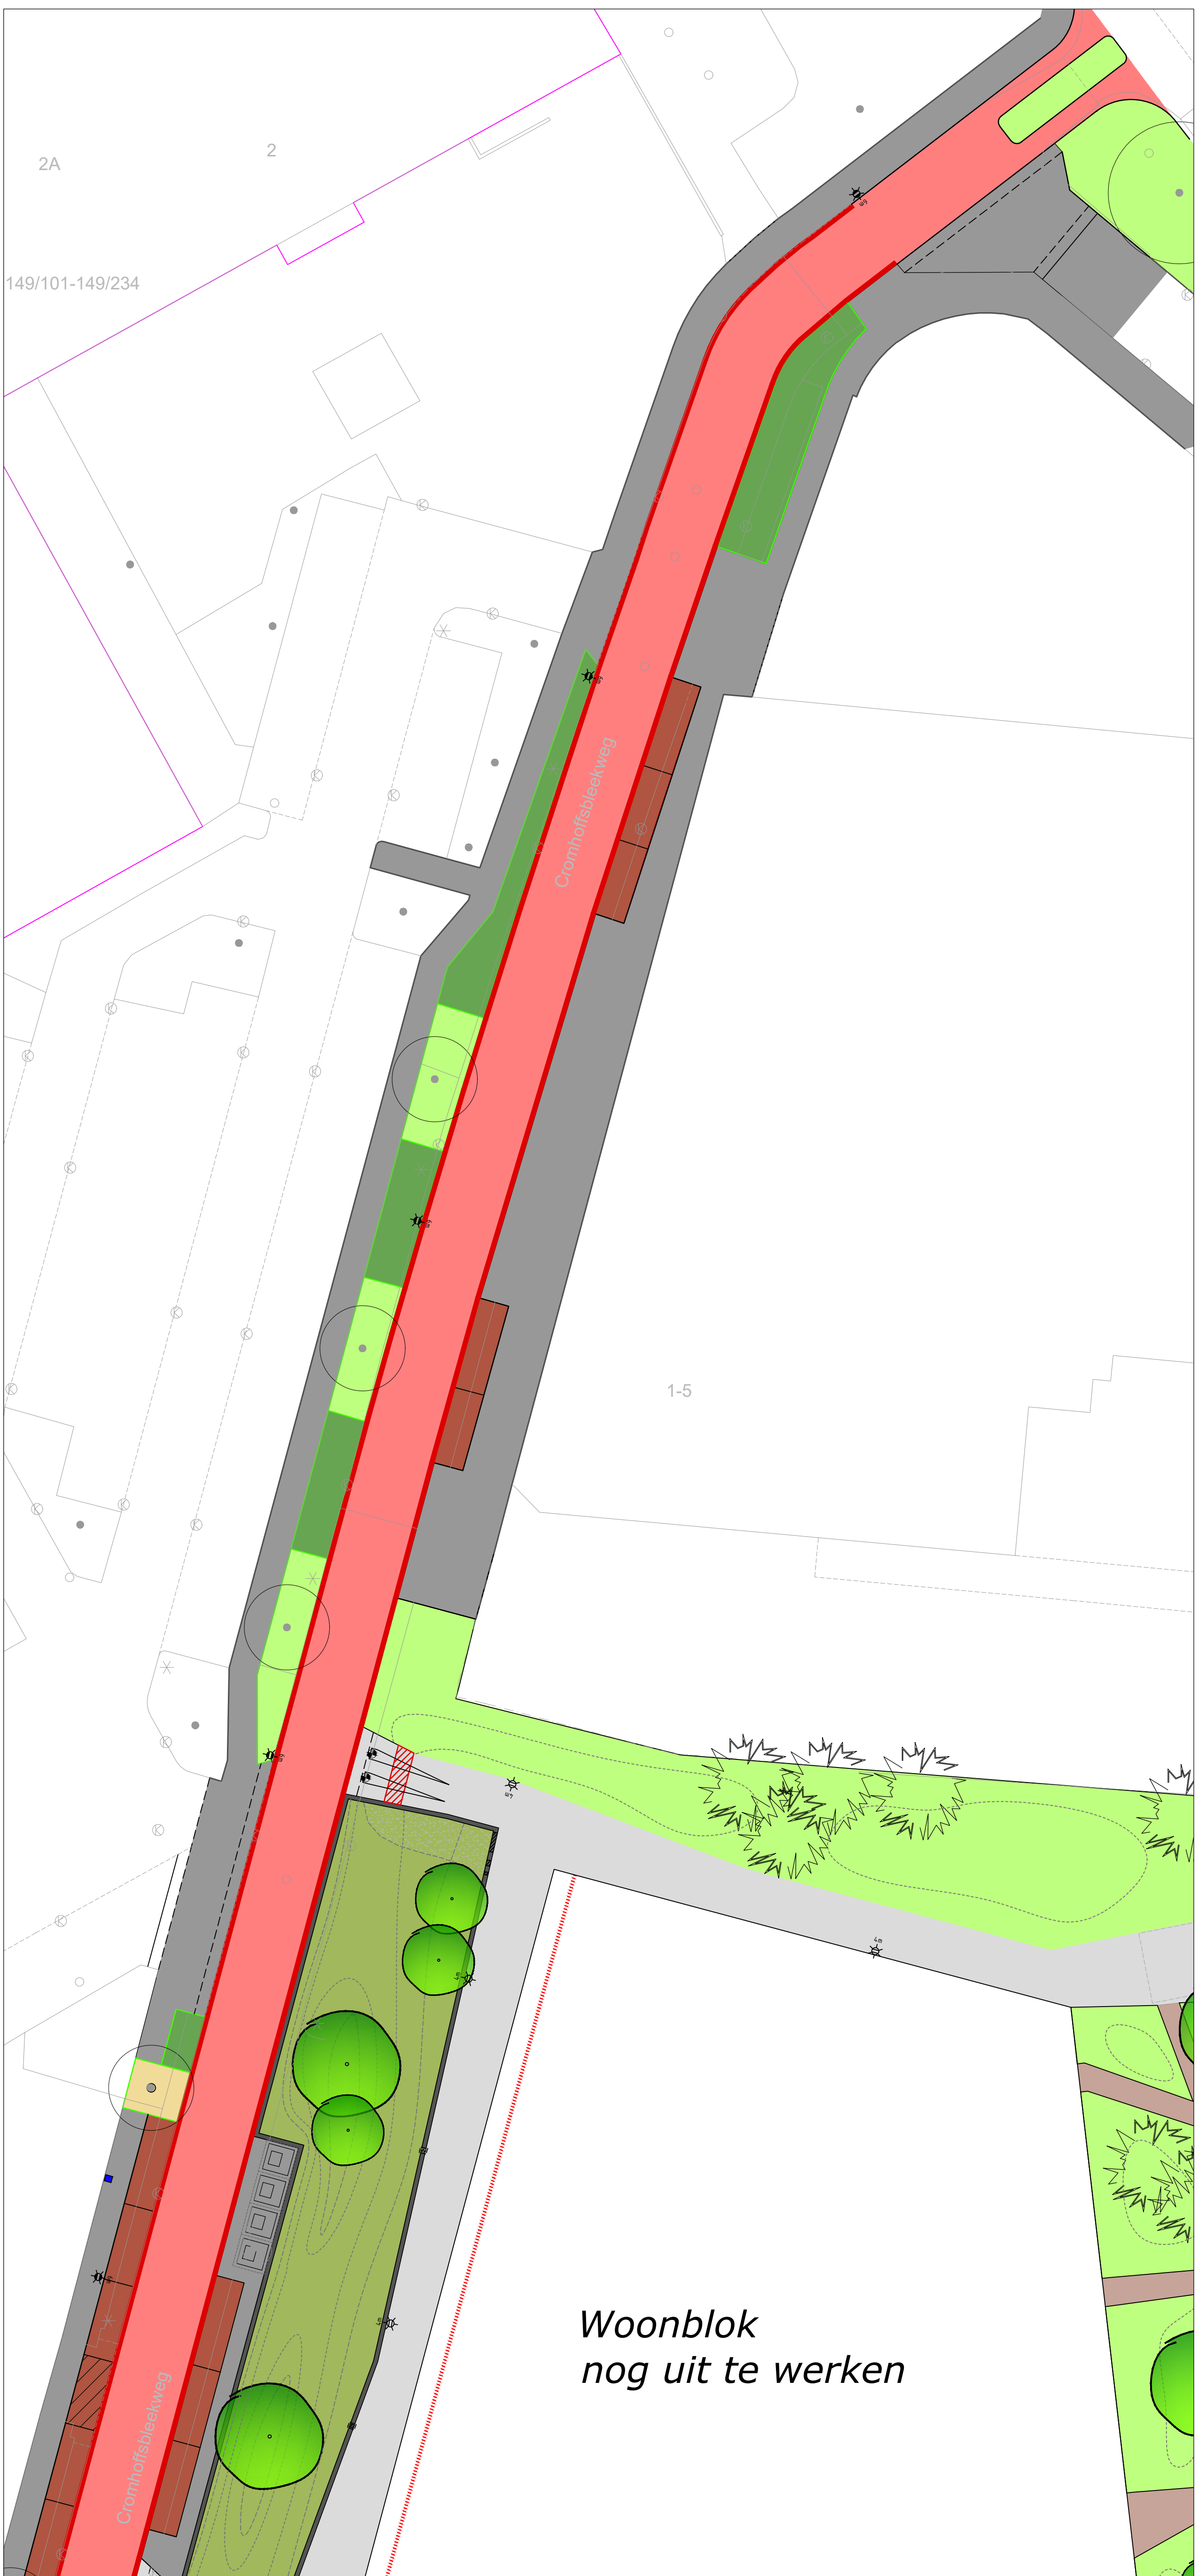 2A
2
149/101-149/234
Cromhoffsbleekweg
1-5
Woonblok
nog uit te werken
Cromhoffsbleekweg